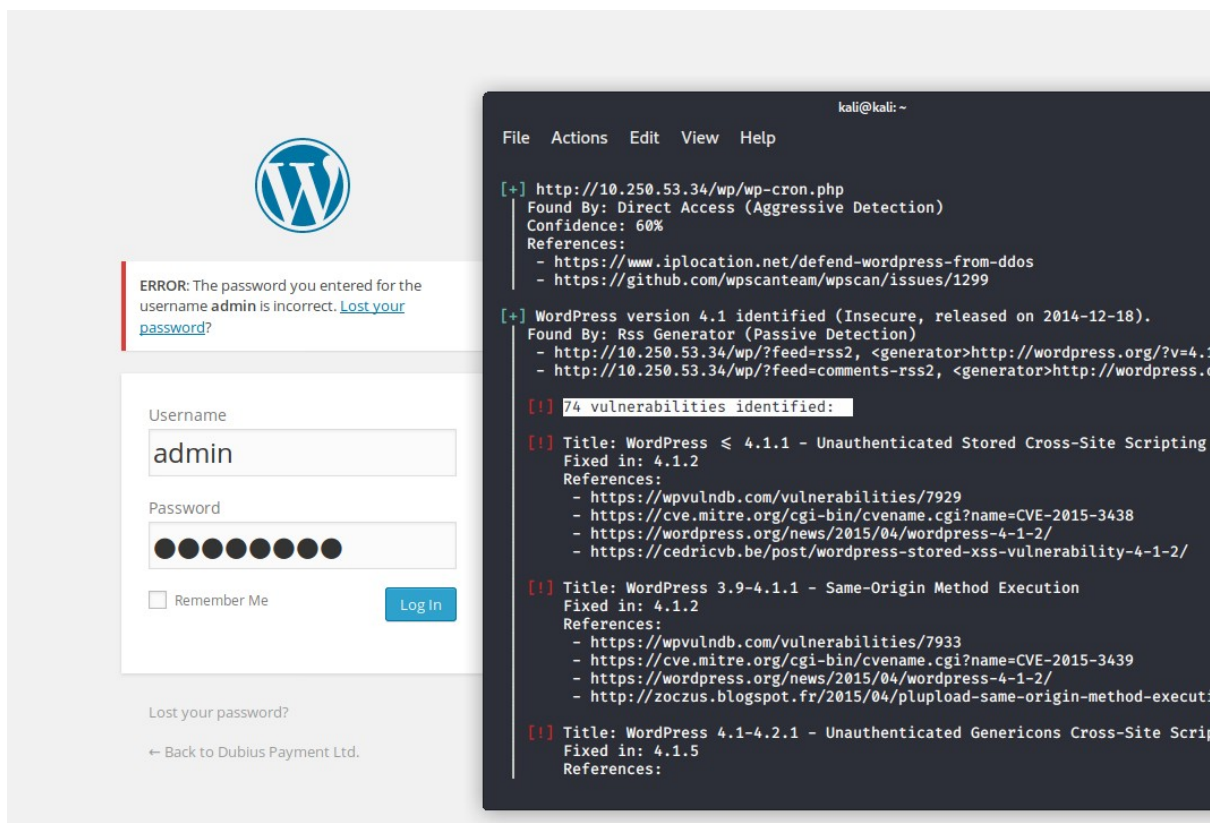 ERROR: The password you entered for the
username admin is incorrect. Lost your
password?
Username
admin
Password
Remember Me
Log In
Lost your password?
← Back to Dubius Payment Ltd.
kali@kali: ~
File Actions Edit View Help
[+] http://10.250.53.34/wp/wp-cron.php
| Found By: Direct Access (Aggressive Detection)
| Confidence: 60%
| References:
| - https://www.iplocation.net/defend-wordpress-from-ddos
| - https://github.com/wpscanteam/wpscan/issues/1299
[+] WordPress version 4.1 identified (Insecure, released on 2014-12-18).
| Found By: Rss Generator (Passive Detection)
| - http://10.250.53.34/wp/?feed=rss2, <generator>http://wordpress.org/?v=4.1
| - http://10.250.53.34/wp/?feed=comments-rss2, <generator>http://wordpress.
| [!] 74 vulnerabilities identified:
| [!] Title: WordPress ≤ 4.1.1 - Unauthenticated Stored Cross-Site Scripting
| Fixed in: 4.1.2
| References:
| - https://wpvulndb.com/vulnerabilities/7929
| - https://cve.mitre.org/cgi-bin/cvename.cgi?name=CVE-2015-3438
| - https://wordpress.org/news/2015/04/wordpress-4-1-2/
| - https://cedricvb.be/post/wordpress-stored-xss-vulnerability-4-1-2/
| [!] Title: WordPress 3.9-4.1.1 - Same-Origin Method Execution
| Fixed in: 4.1.2
| References:
| - https://wpvulndb.com/vulnerabilities/7933
| - https://cve.mitre.org/cgi-bin/cvename.cgi?name=CVE-2015-3439
| - https://wordpress.org/news/2015/04/wordpress-4-1-2/
| - http://zoczus.blogspot.fr/2015/04/plupload-same-origin-method-executi
| [!] Title: WordPress 4.1-4.2.1 - Unauthenticated Genericons Cross-Site Scrip
| Fixed in: 4.1.5
| References: